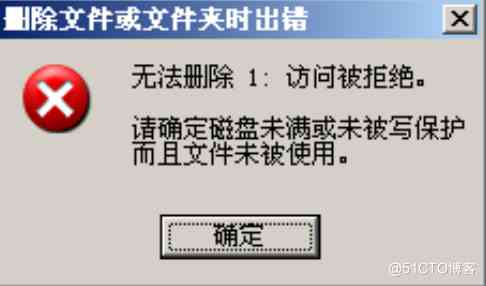 删除文件或文件夹时出错
无法删除 1: 访问被拒绝。
请确定磁盘未满或未被写保护
而且文件未被使用。
确定
@51CTO博客